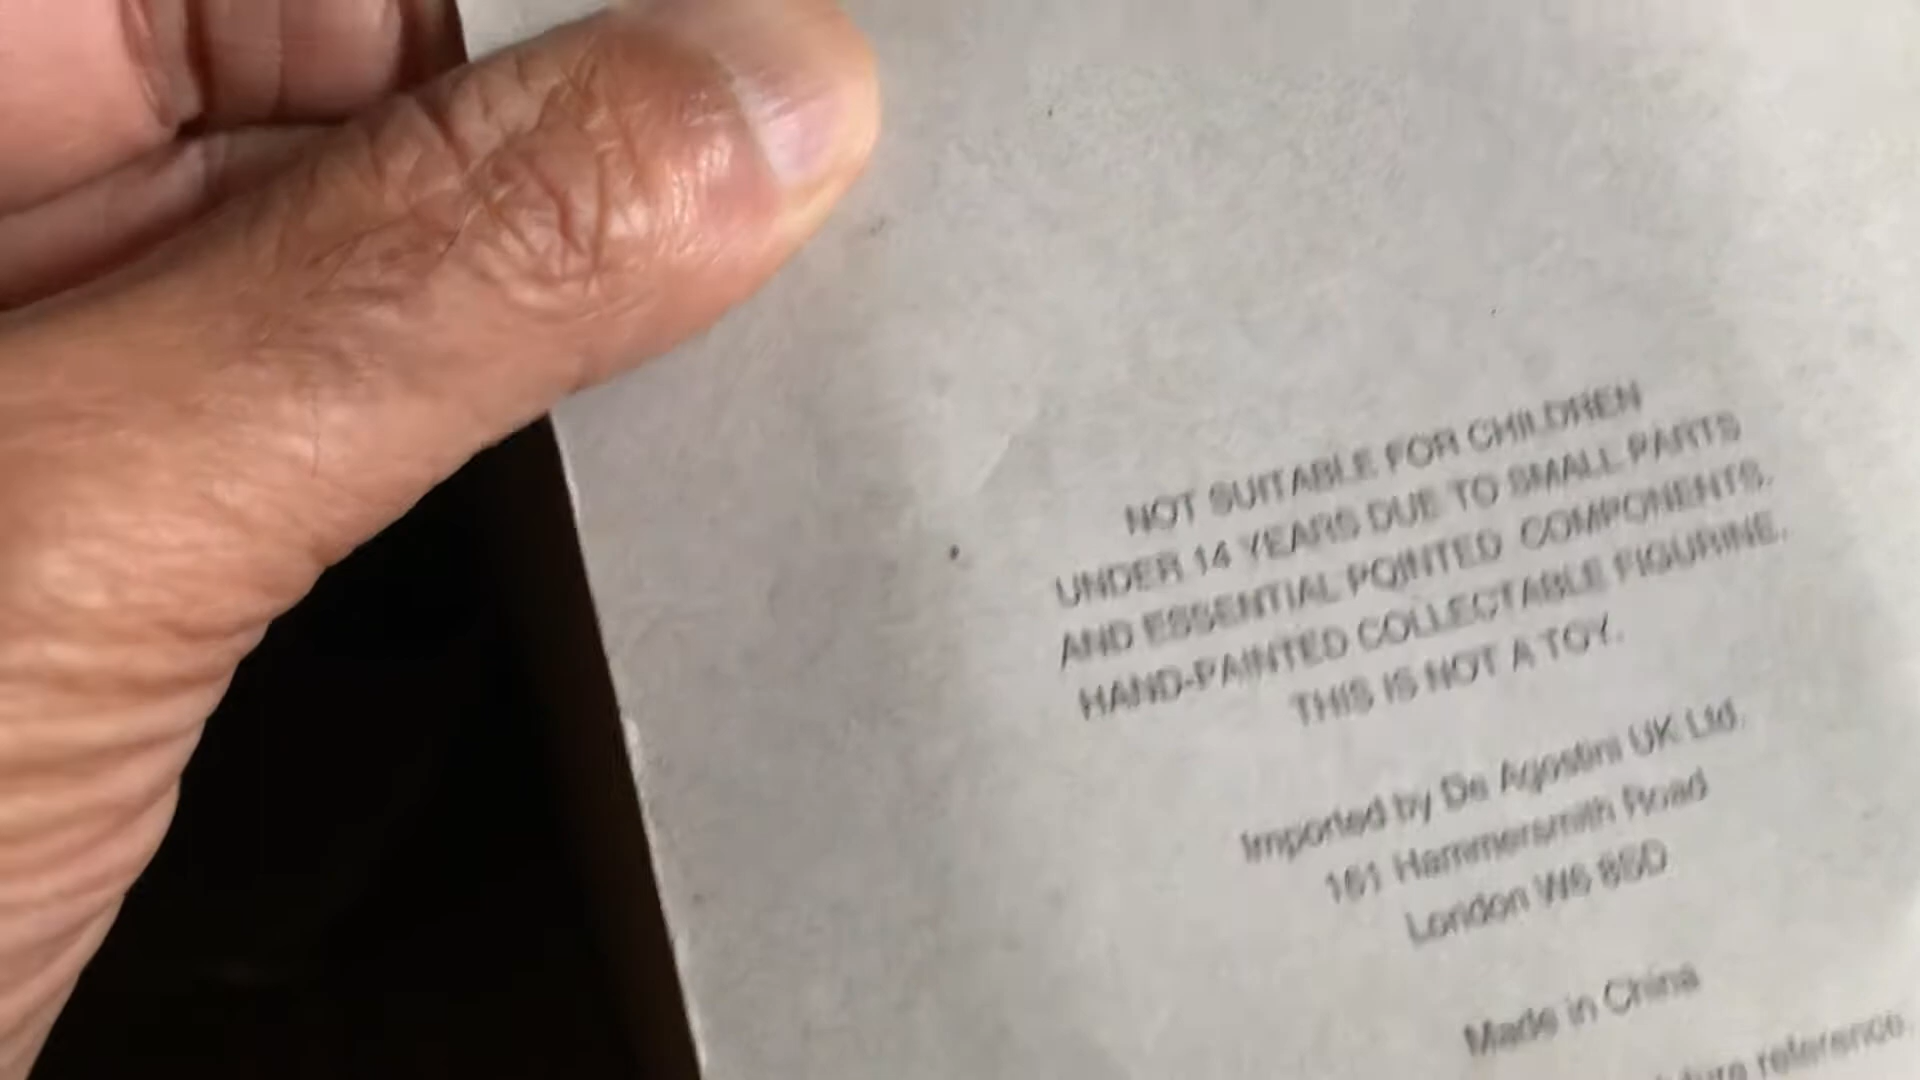 NOT SUITABLE FOR CHILDREN
UNDER 14 YEARS DUE TO SMALL PARTS
AND ESSENTIAL POINTED COMPONENTS.
HAND-PAINTED COLLECTABLE FIGURINE.
THIS IS NOT A TOY.
Imported by De Agostini UK Ltd.
161 Hammersmith Road
London W6 8SD
Made in China
reference.